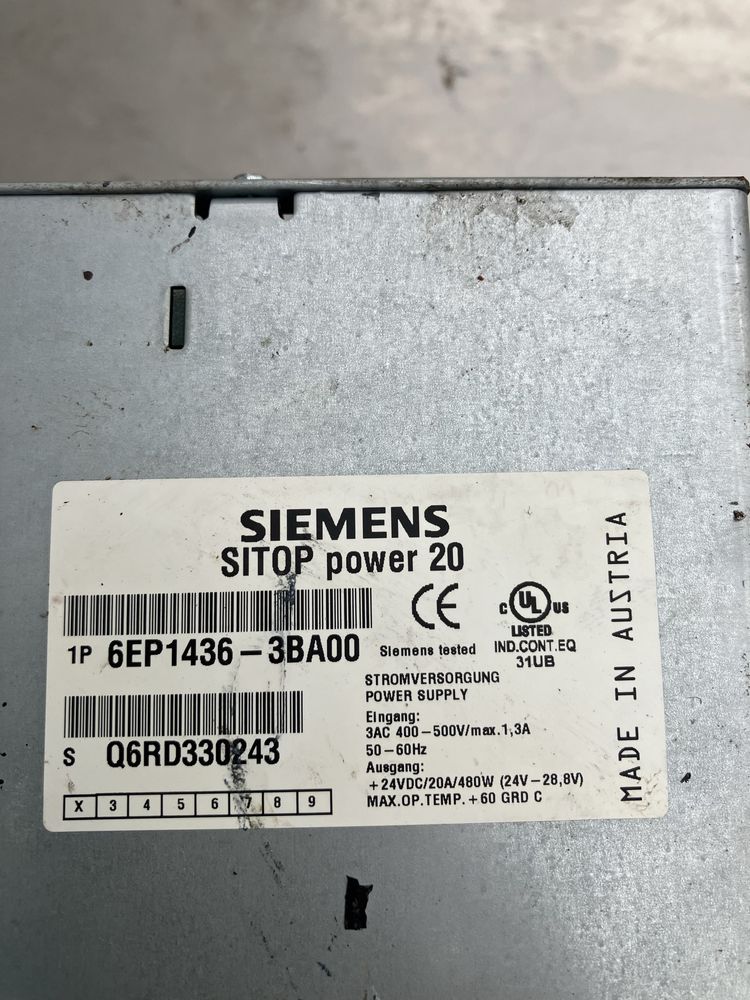 SIEMENS
SITOP power 20
1P 6EP1436-3BA00
CE
Siemens tested
c UL us
LISTED
IND.CONT.EQ
31UB
S Q6RD330243
X 3 4 5 6 7 8 9
STROMVERSORGUNG
POWER SUPPLY
Eingang:
3AC 400-500V/max.1,3A
50-60Hz
Ausgang:
+24VDC/20A/480W (24V-28,8V)
MAX.OP.TEMP.+60 GRD C
MADE IN AUSTRIA